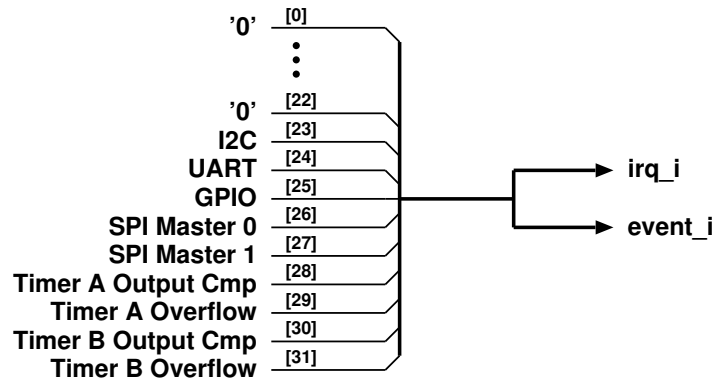 '0' [0]
'0' [22]
I2C [23]
UART [24]
GPIO [25]
SPI Master 0 [26]
SPI Master 1 [27]
Timer A Output Cmp [28]
Timer A Overflow [29]
Timer B Output Cmp [30]
Timer B Overflow [31]
irq_i
event_i